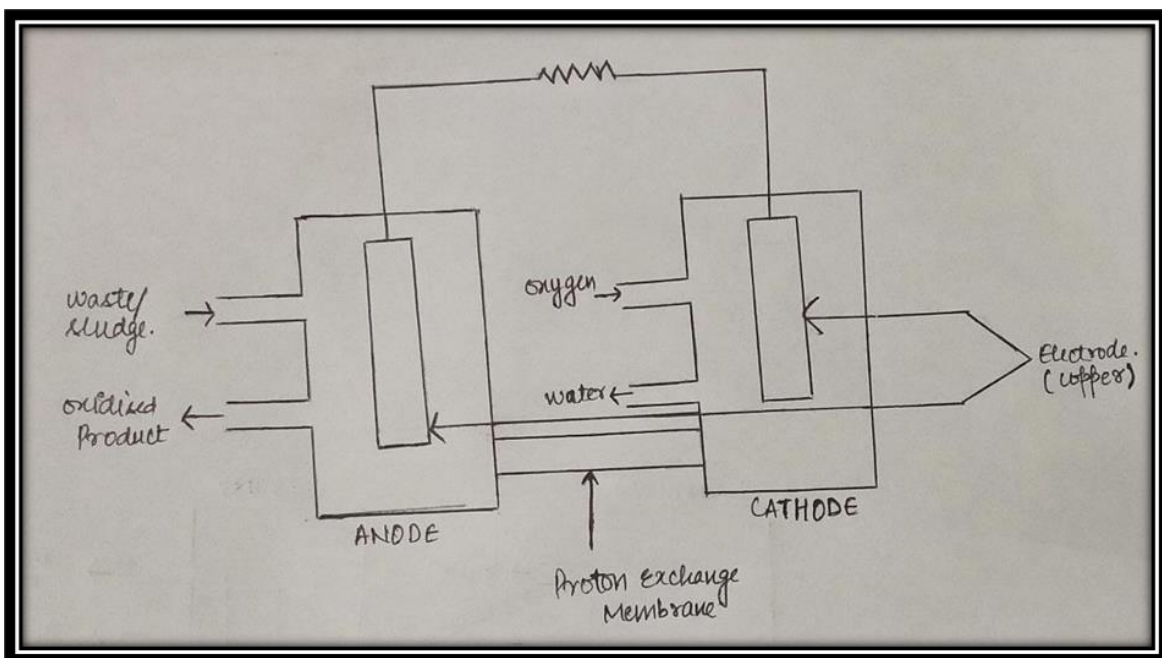 waste/
sludge.
oxidised
Product
oxygen
water
Electrode.
(copper)
ANODE
CATHODE
Proton Exchange
Membrane